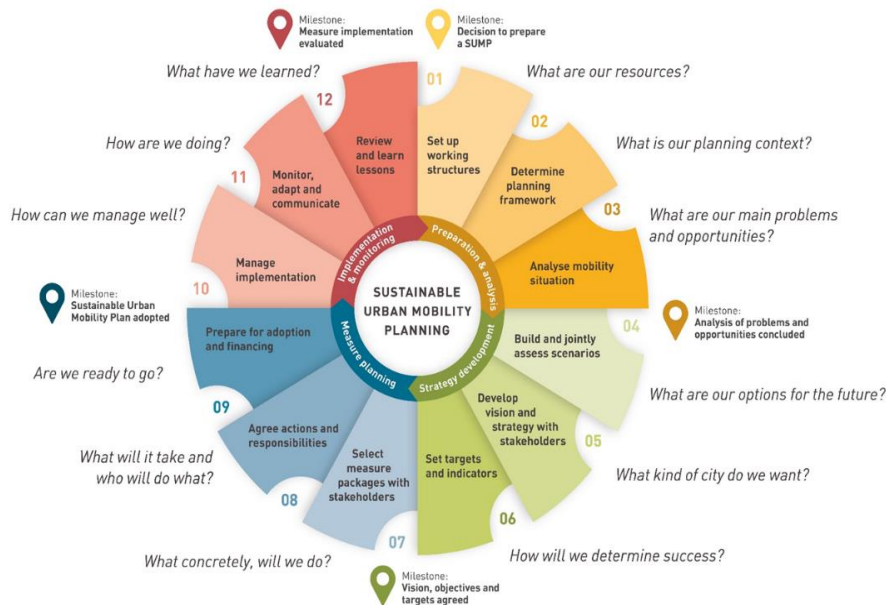 Milestone:
Measure implementation
evaluated
Milestone:
Decision to prepare
a SUMP
What have we learned?
What are our resources?
12
01
How are we doing?
02
What is our planning context?
Review
and learn
lessons
Set up
working
structures
11
Monitor,
adapt and
communicate
Determine
planning
framework
03
How can we manage well?
What are our main problems
and opportunities?
Manage
implementation
Analyse mobility
situation
10
Implementation
& monitoring
Preparation & analysis
SUSTAINABLE
URBAN MOBILITY
PLANNING
Measure planning
Strategy development
Milestone:
Sustainable Urban
Mobility Plan adopted
Milestone:
Analysis of problems and
opportunities concluded
Prepare for adoption
and financing
Build and jointly
assess scenarios
04
Are we ready to go?
What are our options for the future?
09
Agree actions and
responsibilities
Develop
vision and
strategy with
stakeholders
05
What will it take and
who will do what?
What kind of city do we want?
Select
measure
packages with
stakeholders
Set targets
and indicators
08
06
07
What concretely, will we do?
How will we determine success?
Milestone:
Vision, objectives and
targets agreed